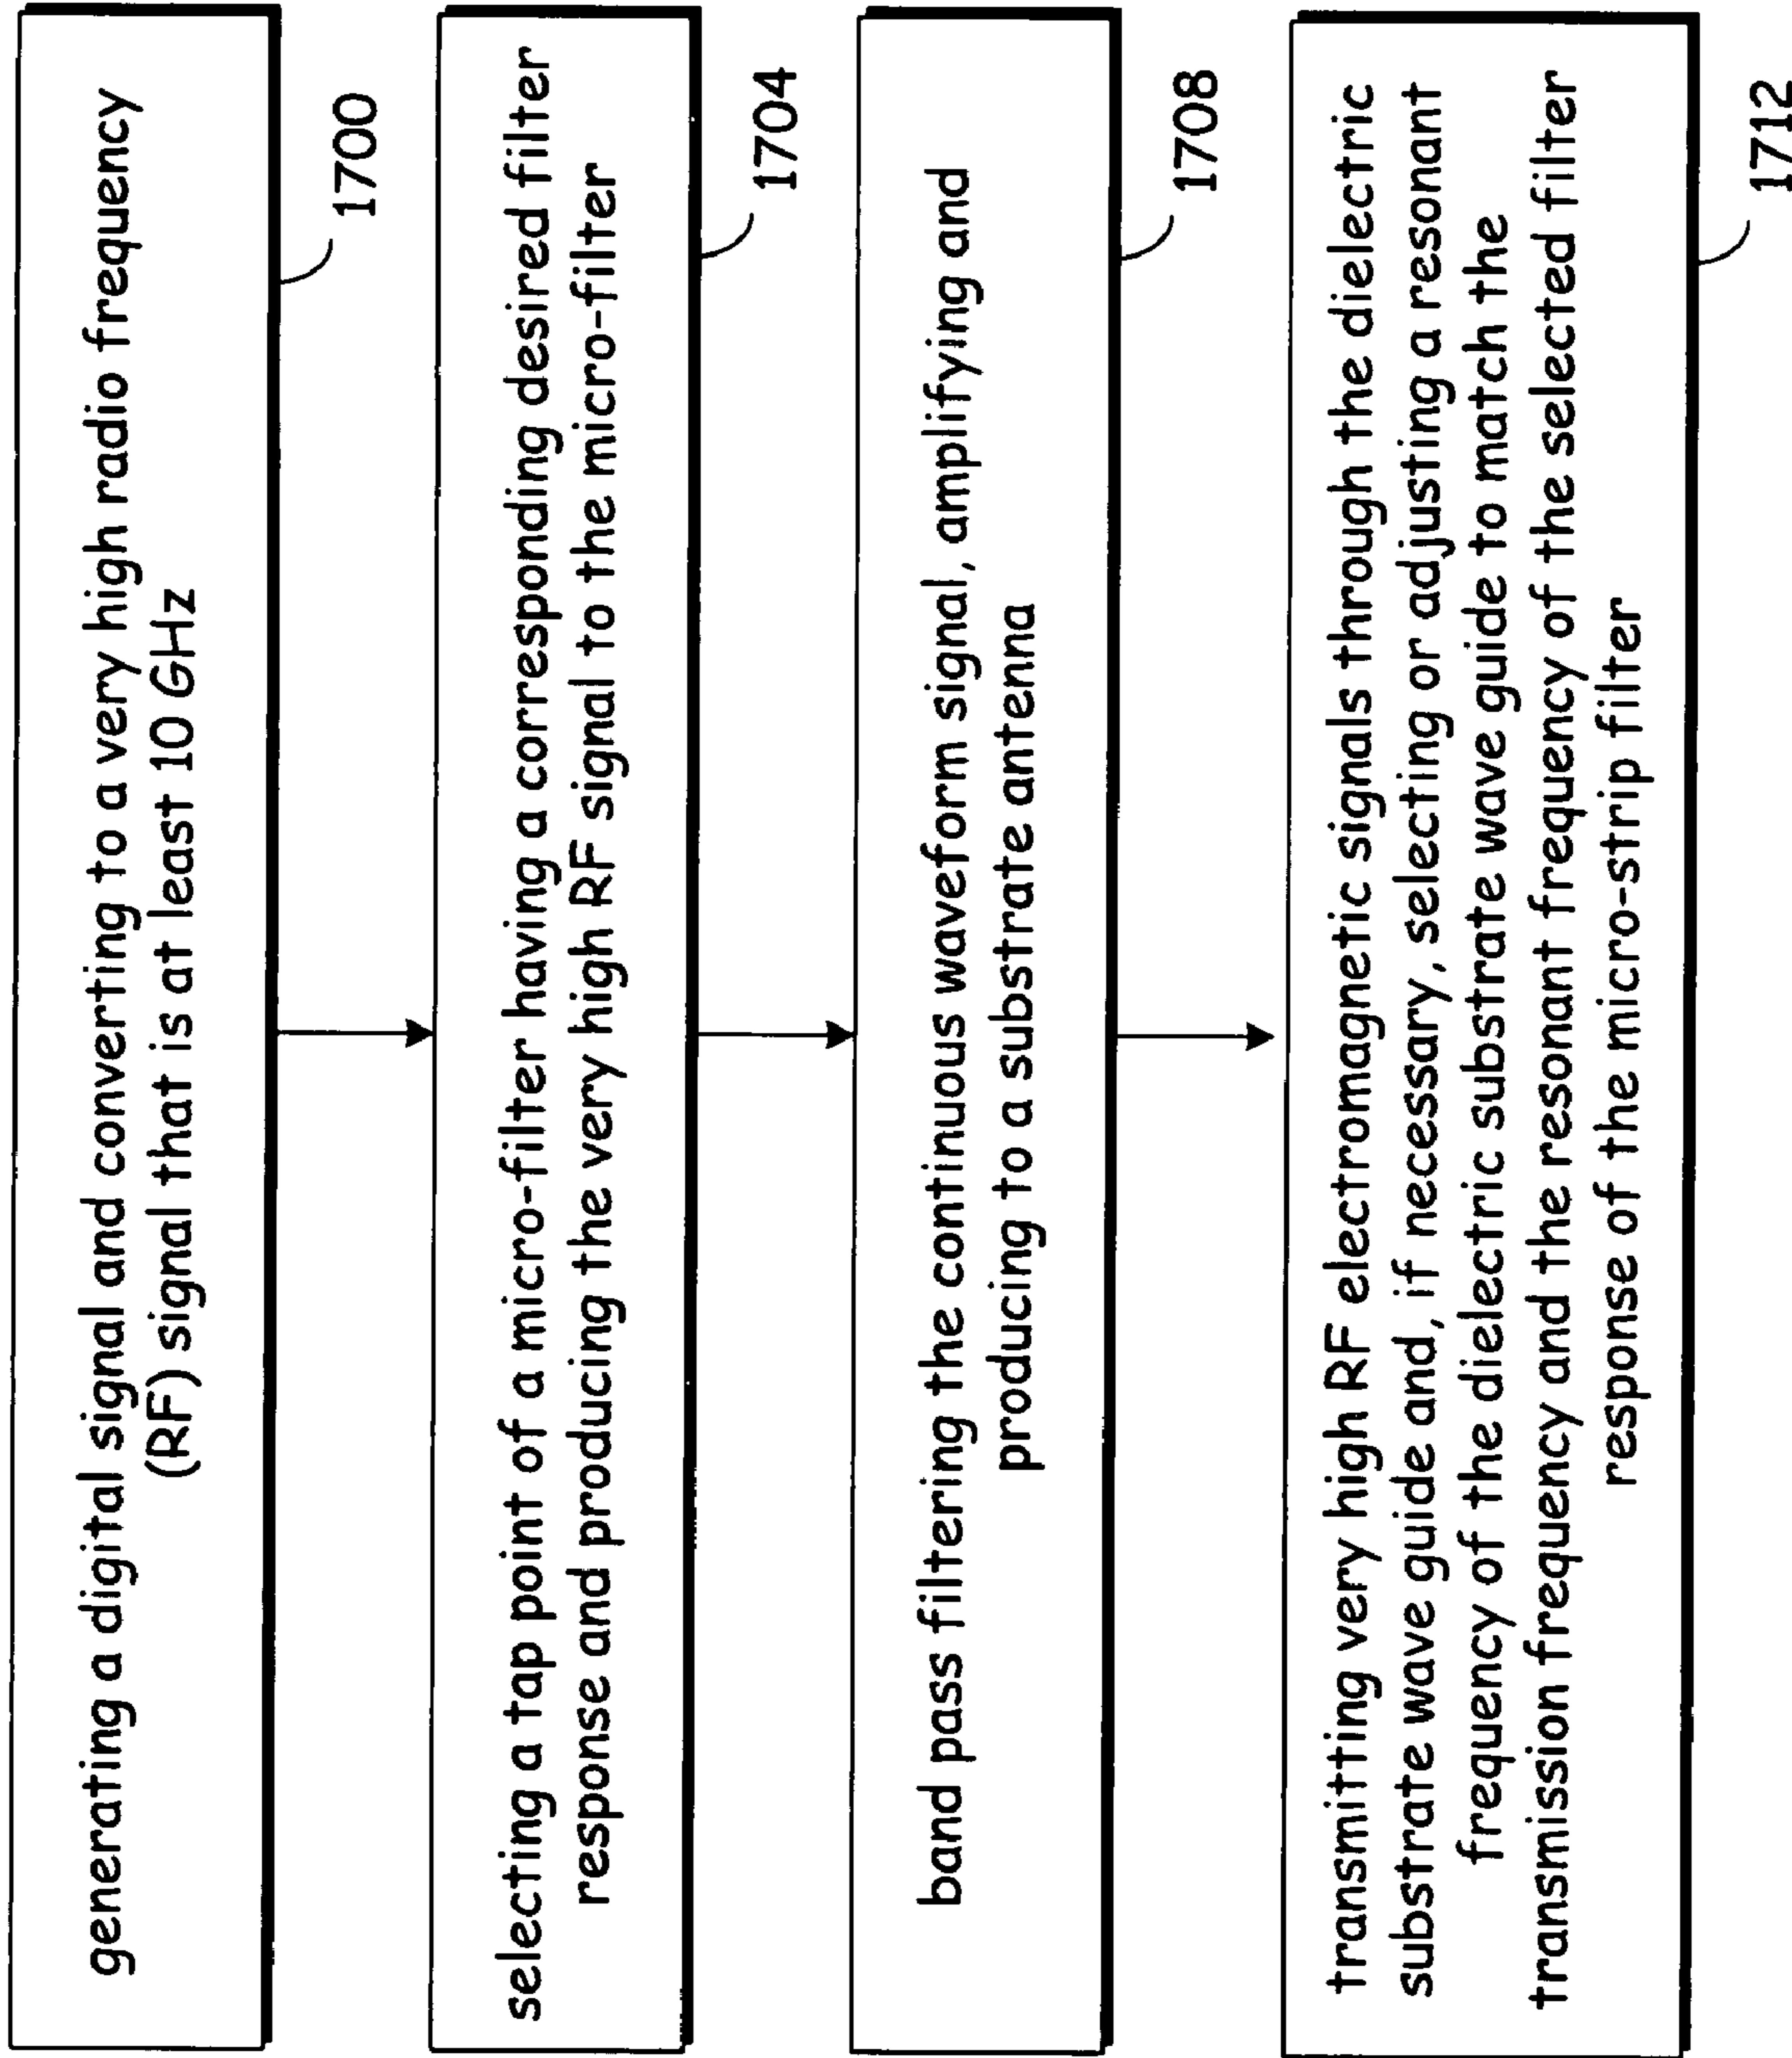 generating a digital signal and converting to a very high radio frequency
(RF) signal that is at least 10 GHz
1700
selecting a tap point of a micro-filter having a corresponding desired filter
response and producing the very high RF signal to the micro-filter
1704
band pass filtering the continuous waveform signal, amplifying and
producing to a substrate antenna
1708
transmitting very high RF electromagnetic signals through the dielectric
substrate wave guide and, if necessary, selecting or adjusting a resonant
frequency of the dielectric substrate wave guide to match the
transmission frequency and the resonant frequency of the selected filter
response of the micro-strip filter
1712